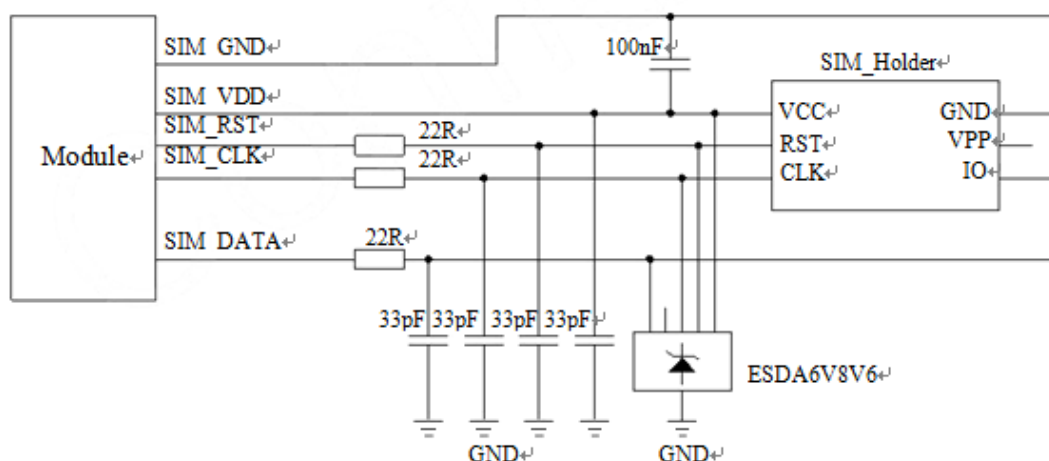 SIM_GND↵
100nF↵
SIM_Holder↵
SIM_VDD↵
VCC↵
GND↵
SIM_RST↵
22R↵
RST↵
VPP↵
Module↵
SIM_CLK↵
22R↵
CLK↵
IO↵
SIM_DATA↵
22R↵
33pF 33pF↵ 33pF 33pF↵
ESDA6V8V6↵
GND↵
GND↵